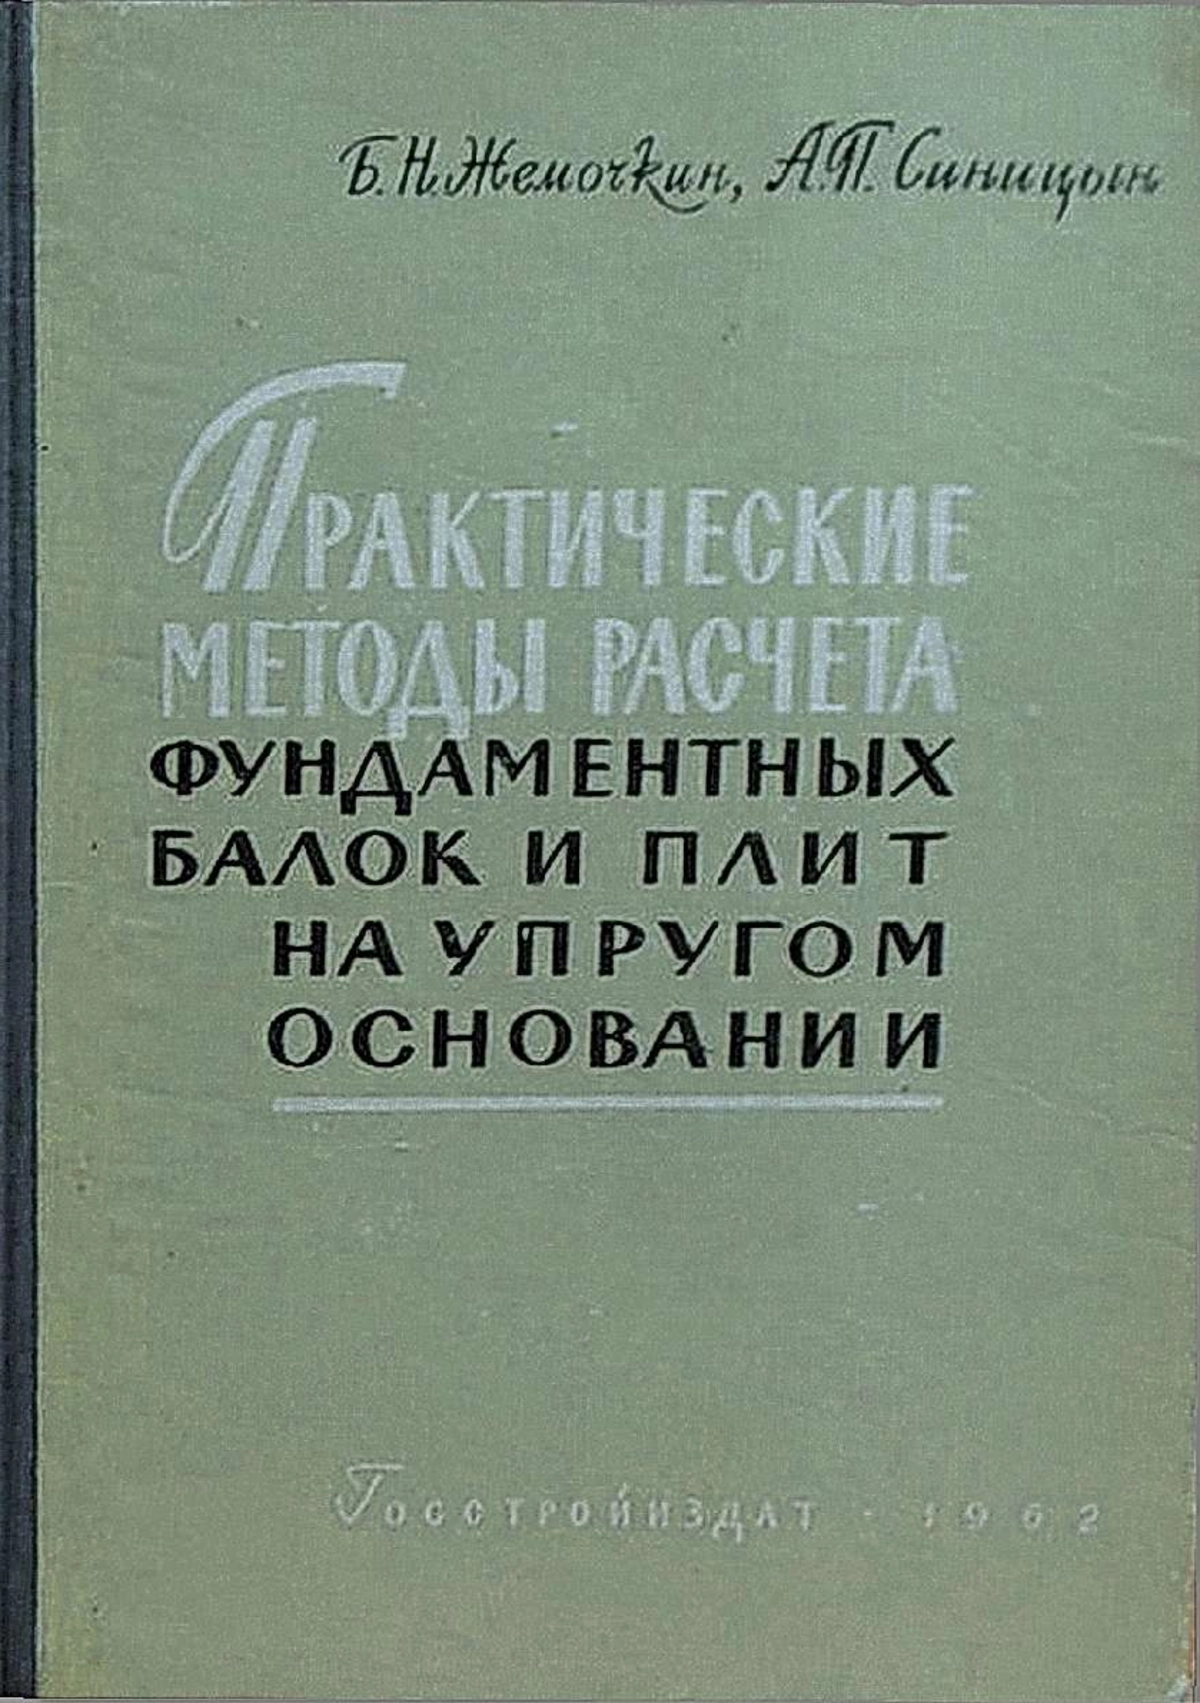 Б.Н.Жемочкин, А.П.Синицын
ПРАКТИЧЕСКИЕ
МЕТОДЫ РАСЧЕТА
ФУНДАМЕНТНЫХ
БАЛОК И ПЛИТ
НА УПРУГОМ
ОСНОВАНИИ
ГОССТРОЙИЗДАТ · 1962